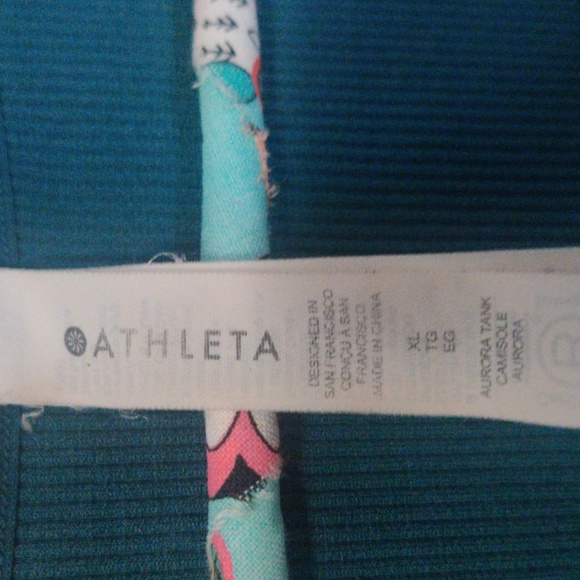 ATHLETA
DESIGNED IN
SAN FRANCISCO
CONÇU À SAN
FRANCISCO
MADE IN CHINA
XL
TG
EG
AURORA TANK
CAMISOLE
AURORA